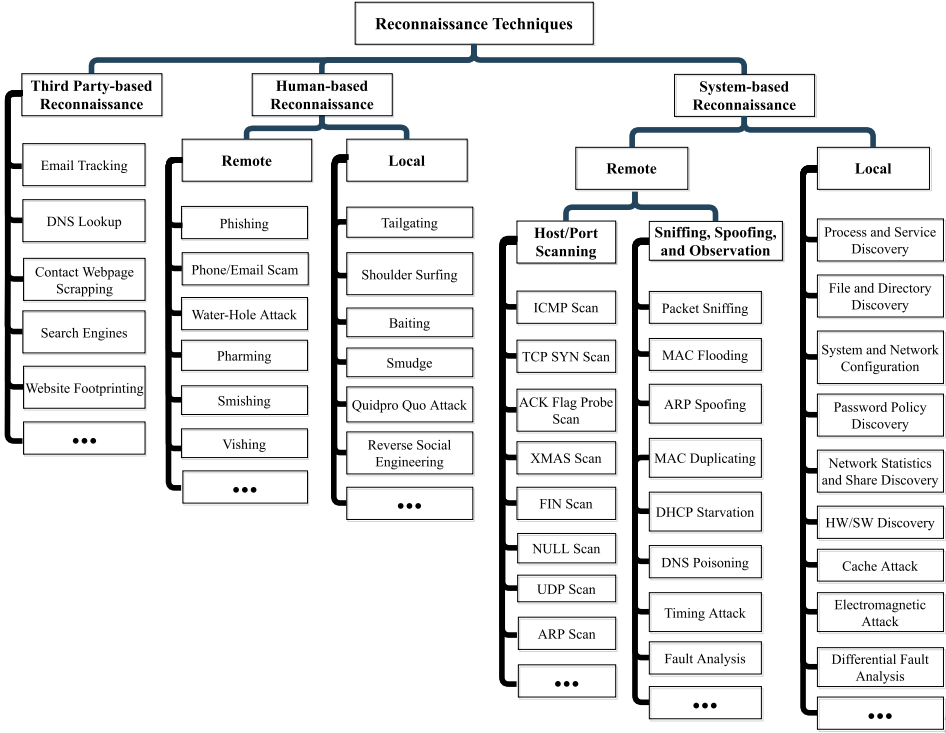 Reconnaissance Techniques
Third Party-based
Reconnaissance
Email Tracking
DNS Lookup
Contact Webpage
Scrapping
Search Engines
Website Footprinting
•••
Human-based
Reconnaissance
Remote
Phishing
Phone/Email Scam
Water-Hole Attack
Pharming
Smishing
Vishing
•••
Local
Tailgating
Shoulder Surfing
Baiting
Smudge
Quidpro Quo Attack
Reverse Social
Engineering
•••
System-based
Reconnaissance
Remote
Host/Port
Scanning
ICMP Scan
TCP SYN Scan
ACK Flag Probe
Scan
XMAS Scan
FIN Scan
NULL Scan
UDP Scan
ARP Scan
•••
Sniffing, Spoofing,
and Observation
Packet Sniffing
MAC Flooding
ARP Spoofing
MAC Duplicating
DHCP Starvation
DNS Poisoning
Timing Attack
Fault Analysis
•••
Local
Process and Service
Discovery
File and Directory
Discovery
System and Network
Configuration
Password Policy
Discovery
Network Statistics
and Share Discovery
HW/SW Discovery
Cache Attack
Electromagnetic
Attack
Differential Fault
Analysis
•••